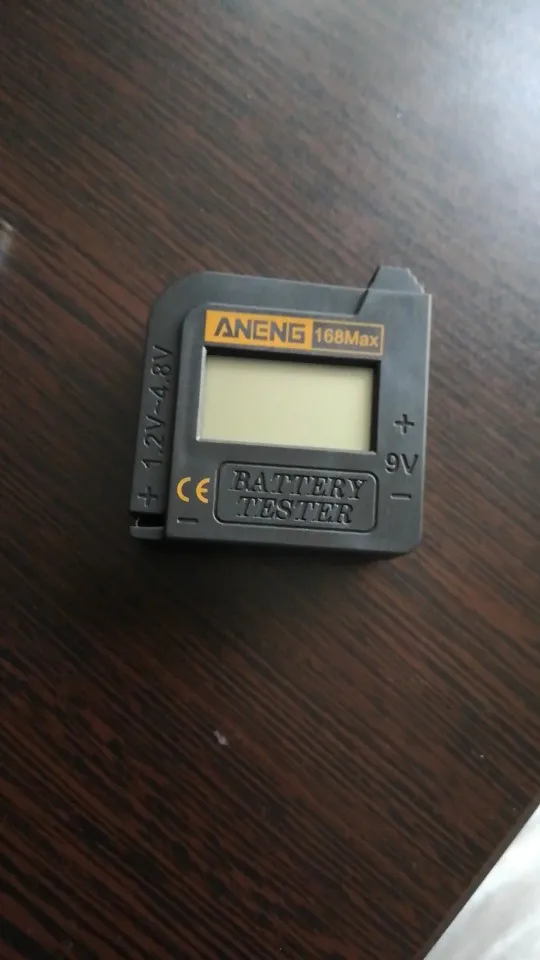 ANENG 168Max
+ 1.2V~4.8V
+
9V
−
CE
−
BATTERY
TESTER